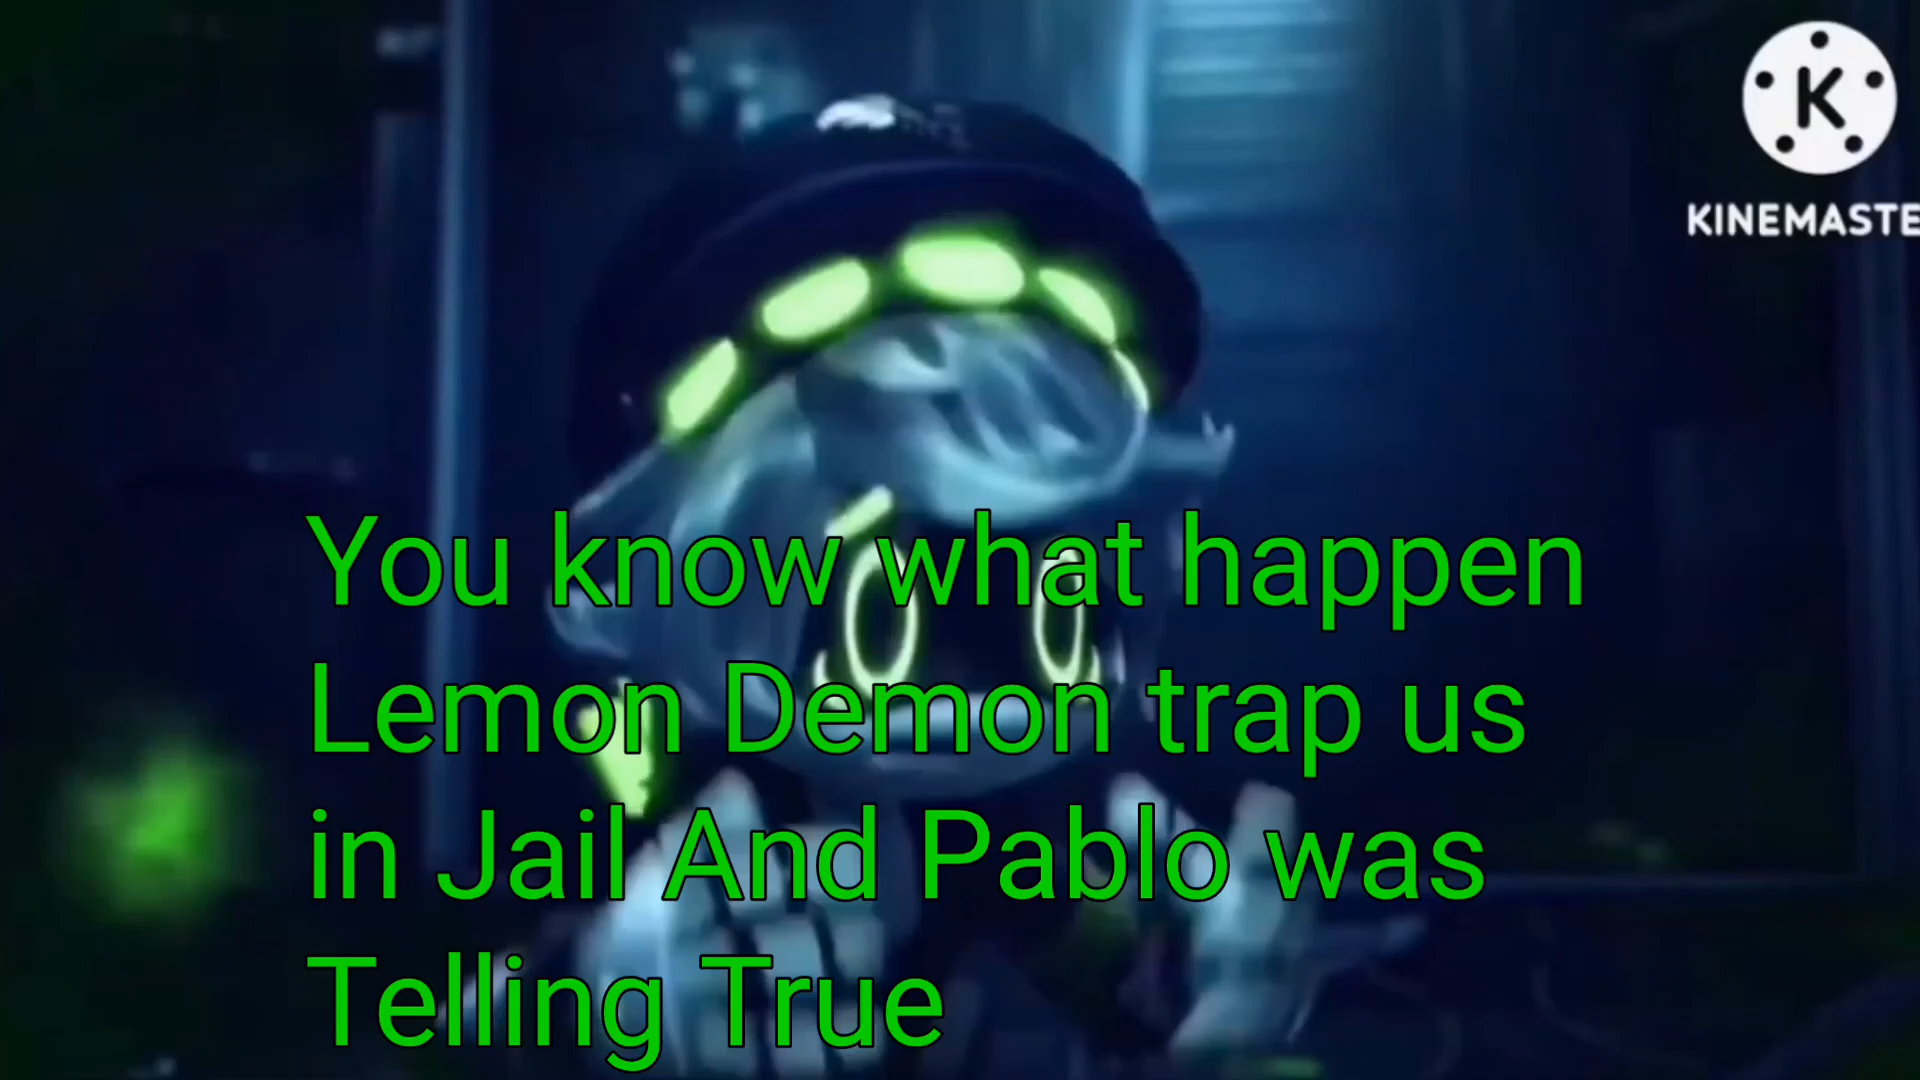 K
KINEMASTE
You know what happen
Lemon Demon trap us
in Jail And Pablo was
Telling True